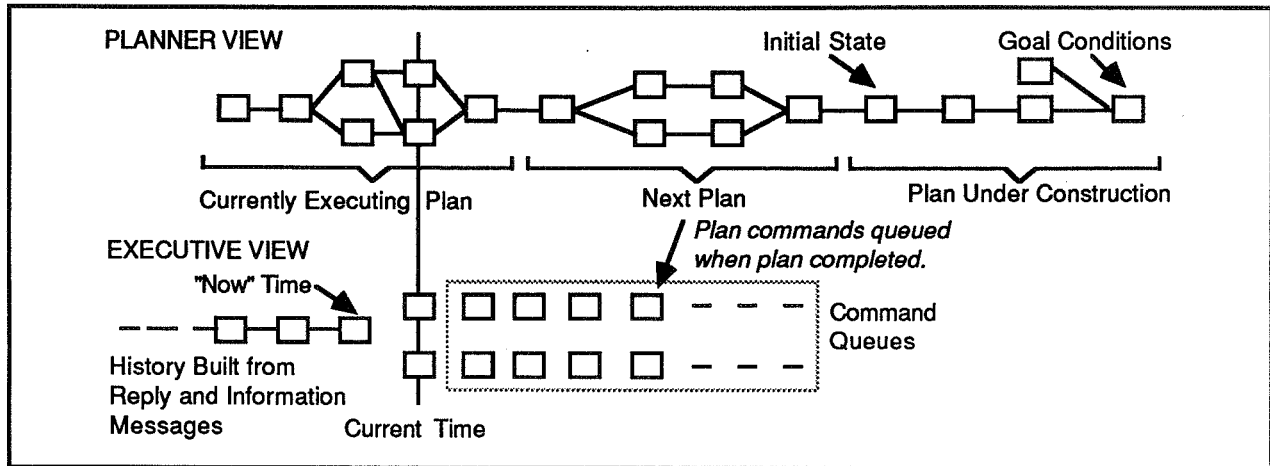 PLANNER VIEW
Initial State
Goal Conditions
Currently Executing Plan
Next Plan
Plan Under Construction
Plan commands queued
when plan completed.
EXECUTIVE VIEW
"Now" Time
Command
Queues
History Built from
Reply and Information
Messages
Current Time